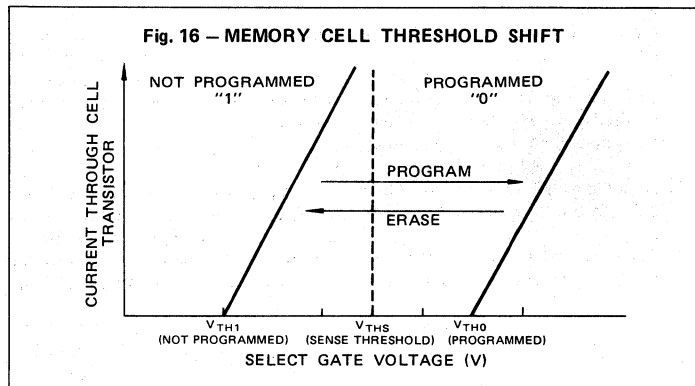 Fig. 16 – MEMORY CELL THRESHOLD SHIFT
NOT PROGRAMMED
"1"
PROGRAMMED
"0"
PROGRAM
ERASE
CURRENT THROUGH CELL
TRANSISTOR
VTH1
(NOT PROGRAMMED)
VTHS
(SENSE THRESHOLD)
VTH0
(PROGRAMMED)
SELECT GATE VOLTAGE (V)